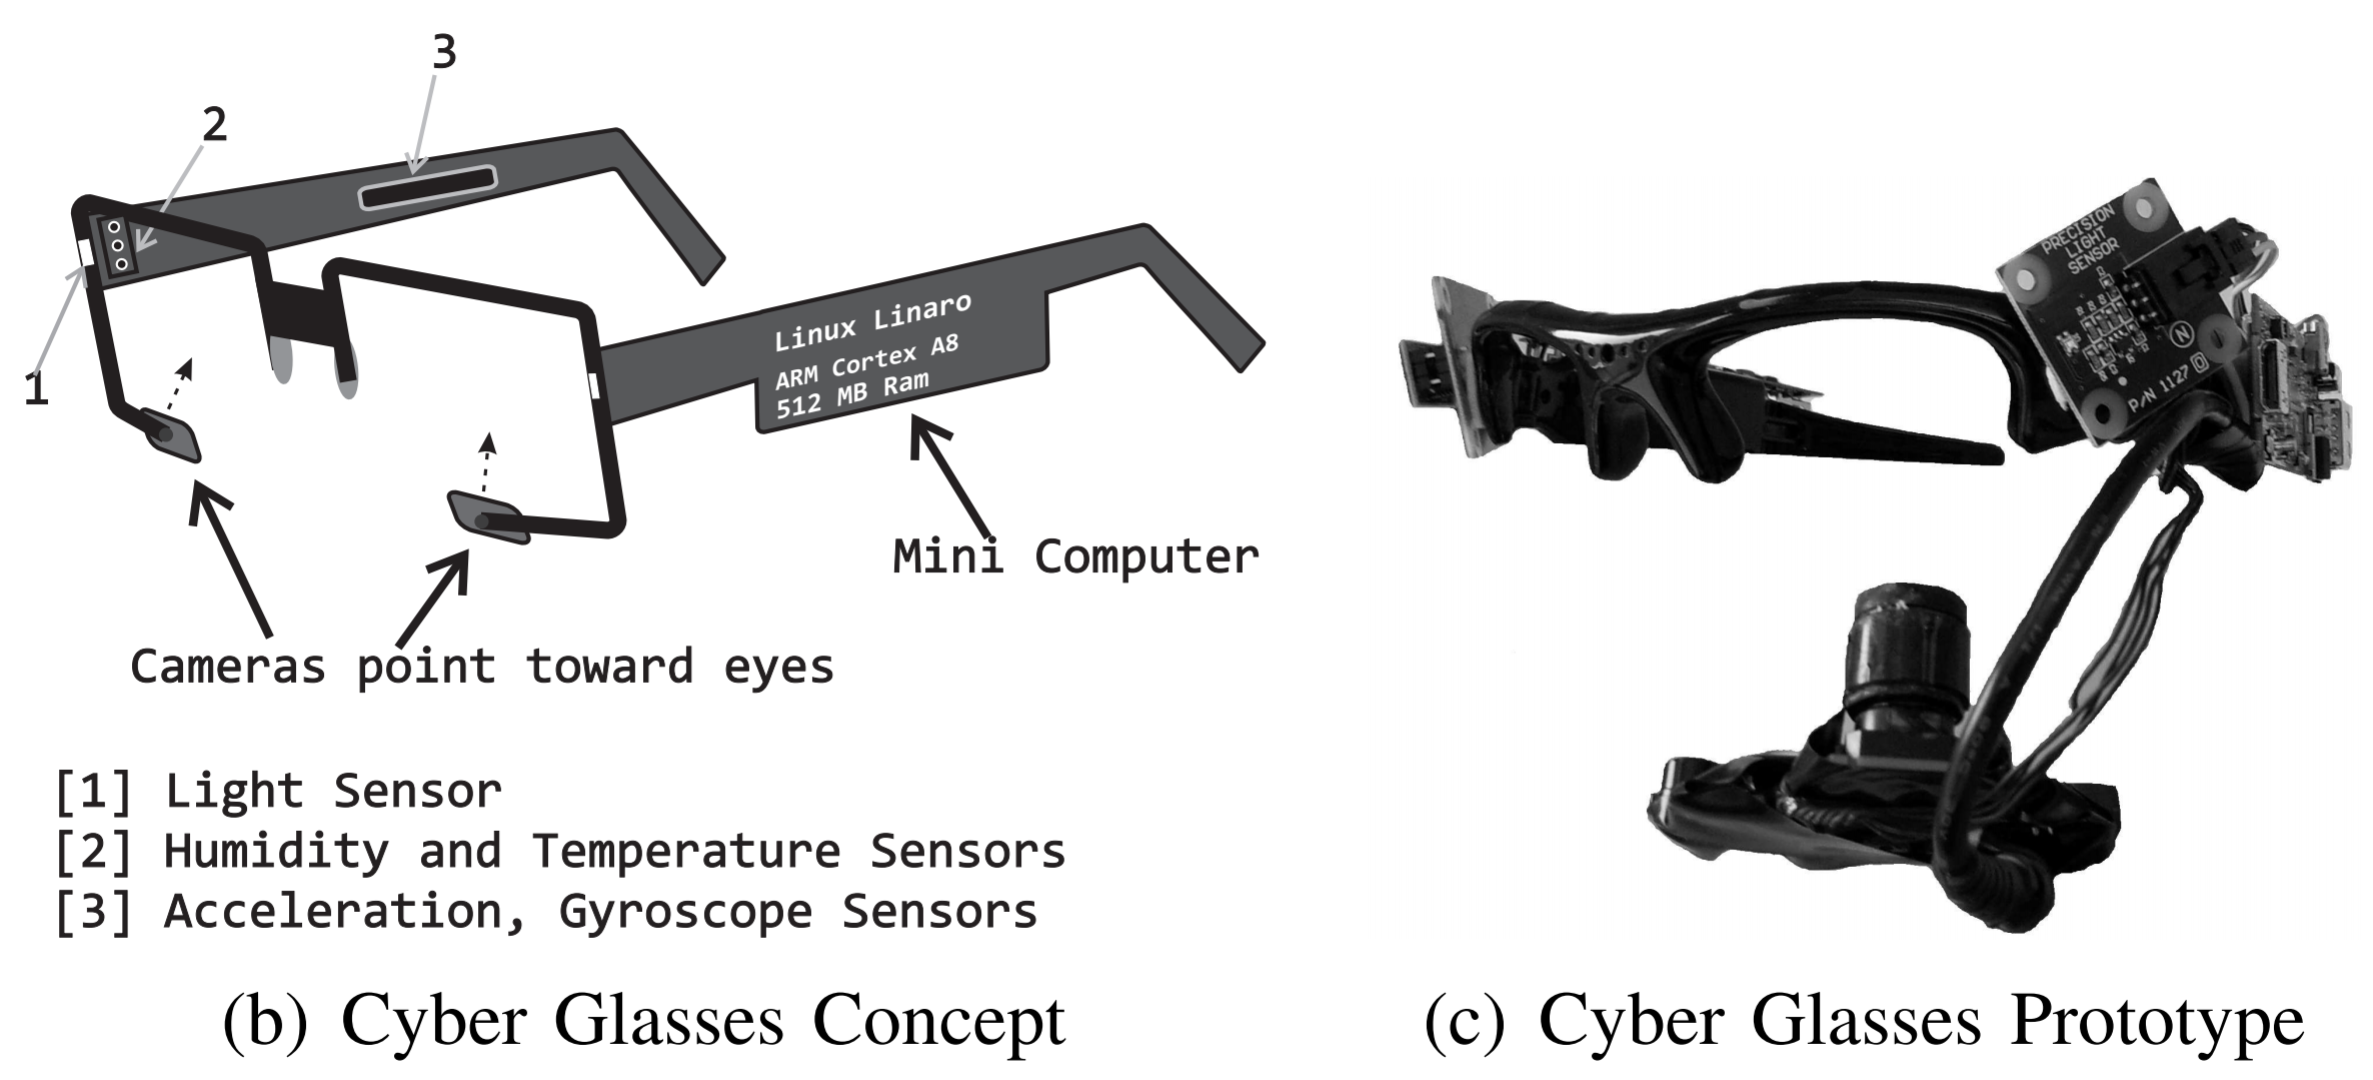 3
2
1
Linux Linaro
ARM Cortex A8
512 MB Ram
Mini Computer
Cameras point toward eyes
[1] Light Sensor
[2] Humidity and Temperature Sensors
[3] Acceleration, Gyroscope Sensors
(b) Cyber Glasses Concept
PRECISION
LIGHT
SENSOR
N
P/N 1127
(c) Cyber Glasses Prototype